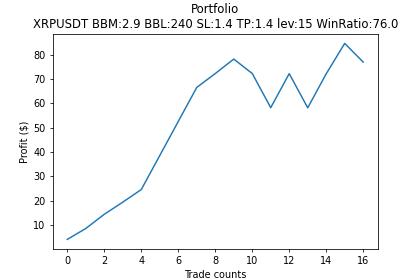 Portfolio
XRPUSDT BBM:2.9 BBL:240 SL:1.4 TP:1.4 lev:15 WinRatio:76.0
Profit ($)
80
70
60
50
40
30
20
10
0 2 4 6 8 10 12 14 16
Trade counts